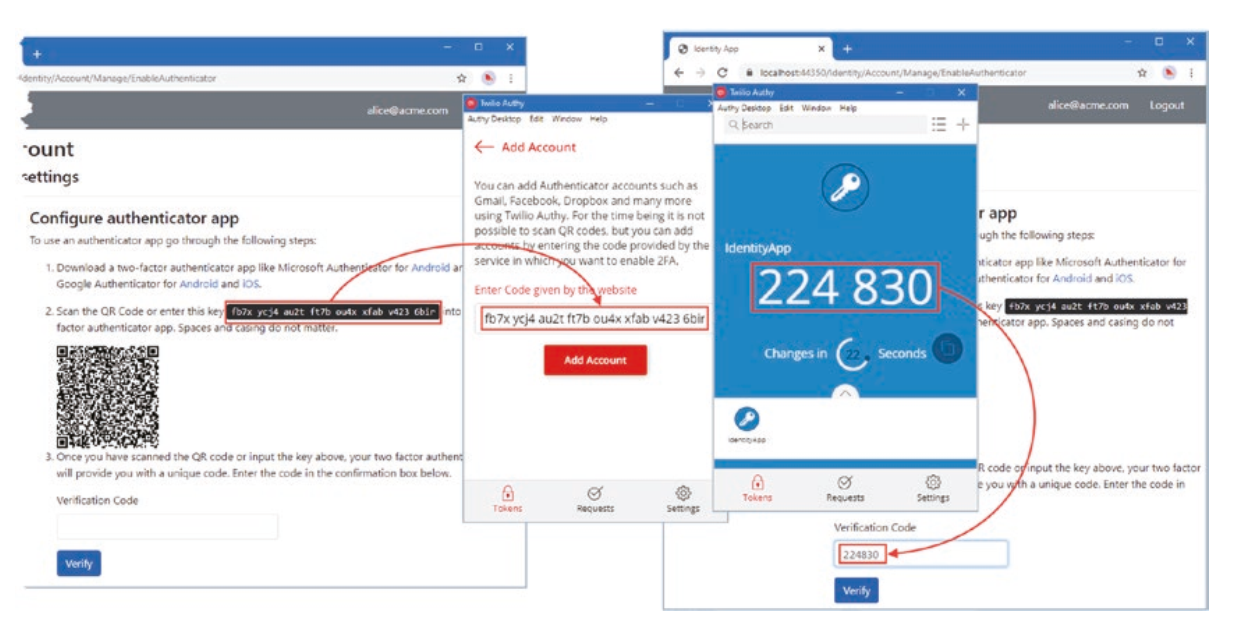 dentity/Account/Manage/EnableAuthenticator
alice@acme.com
ount
settings
Configure authenticator app
To use an authenticator app go through the following steps:
1. Download a two-factor authenticator app like Microsoft Authenticator for Android ar
Google Authenticator for Android and iOS.
2. Scan the QR Code or enter this key fb7x ycj4 au2t ft7b ou4x xfab v423 6blr into
factor authenticator app. Spaces and casing do not matter.
3. Once you have scanned the QR code or input the key above, your two factor authent
will provide you with a unique code. Enter the code in the confirmation box below.
Verification Code
Verify
Twilio Authy
Authy Desktop Edit Window Help
Add Account
You can add Authenticator accounts such as
Gmail, Facebook, Dropbox and many more
using Twilio Authy. For the time being it is not
possible to scan QR codes, but you can add
accounts by entering the code provided by the
service in which you want to enable 2FA.
Enter Code given by the website
fb7x ycj4 au2t ft7b ou4x xfab v423 6blr
Add Account
Tokens Requests Settings
Identity App
localhost:44350/Identity/Account/Manage/EnableAuthenticator
alice@acme.com Logout
Twilio Authy
Authy Desktop Edit Window Help
Search
IdentityApp
224 830
Changes in 22 Seconds
IdentityApp
Tokens Requests Settings
r app
ugh the following steps:
nticator app like Microsoft Authenticator for
uthenticator for Android and iOS.
s key fb7x ycj4 au2t ft7b ou4x xfab v423
henticator app. Spaces and casing do not
R code or input the key above, your two factor
e you with a unique code. Enter the code in
Verification Code
224830
Verify